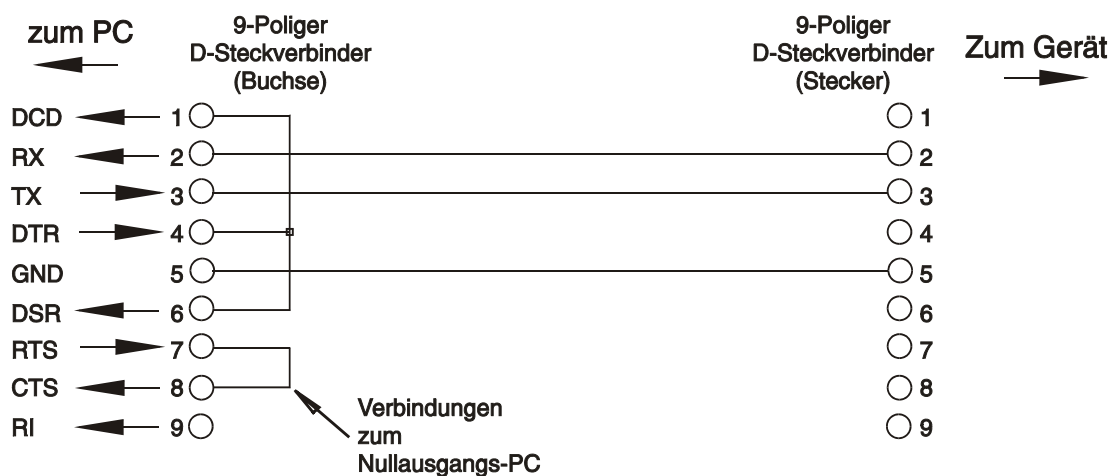 zum PC
9-Poliger
D-Steckverbinder
(Buchse)
9-Poliger
D-Steckverbinder
(Stecker)
Zum Gerät
DCD 1 1
RX 2 2
TX 3 3
DTR 4 4
GND 5 5
DSR 6 6
RTS 7 7
CTS 8 8
RI 9 9
Verbindungen
zum
Nullausgangs-PC